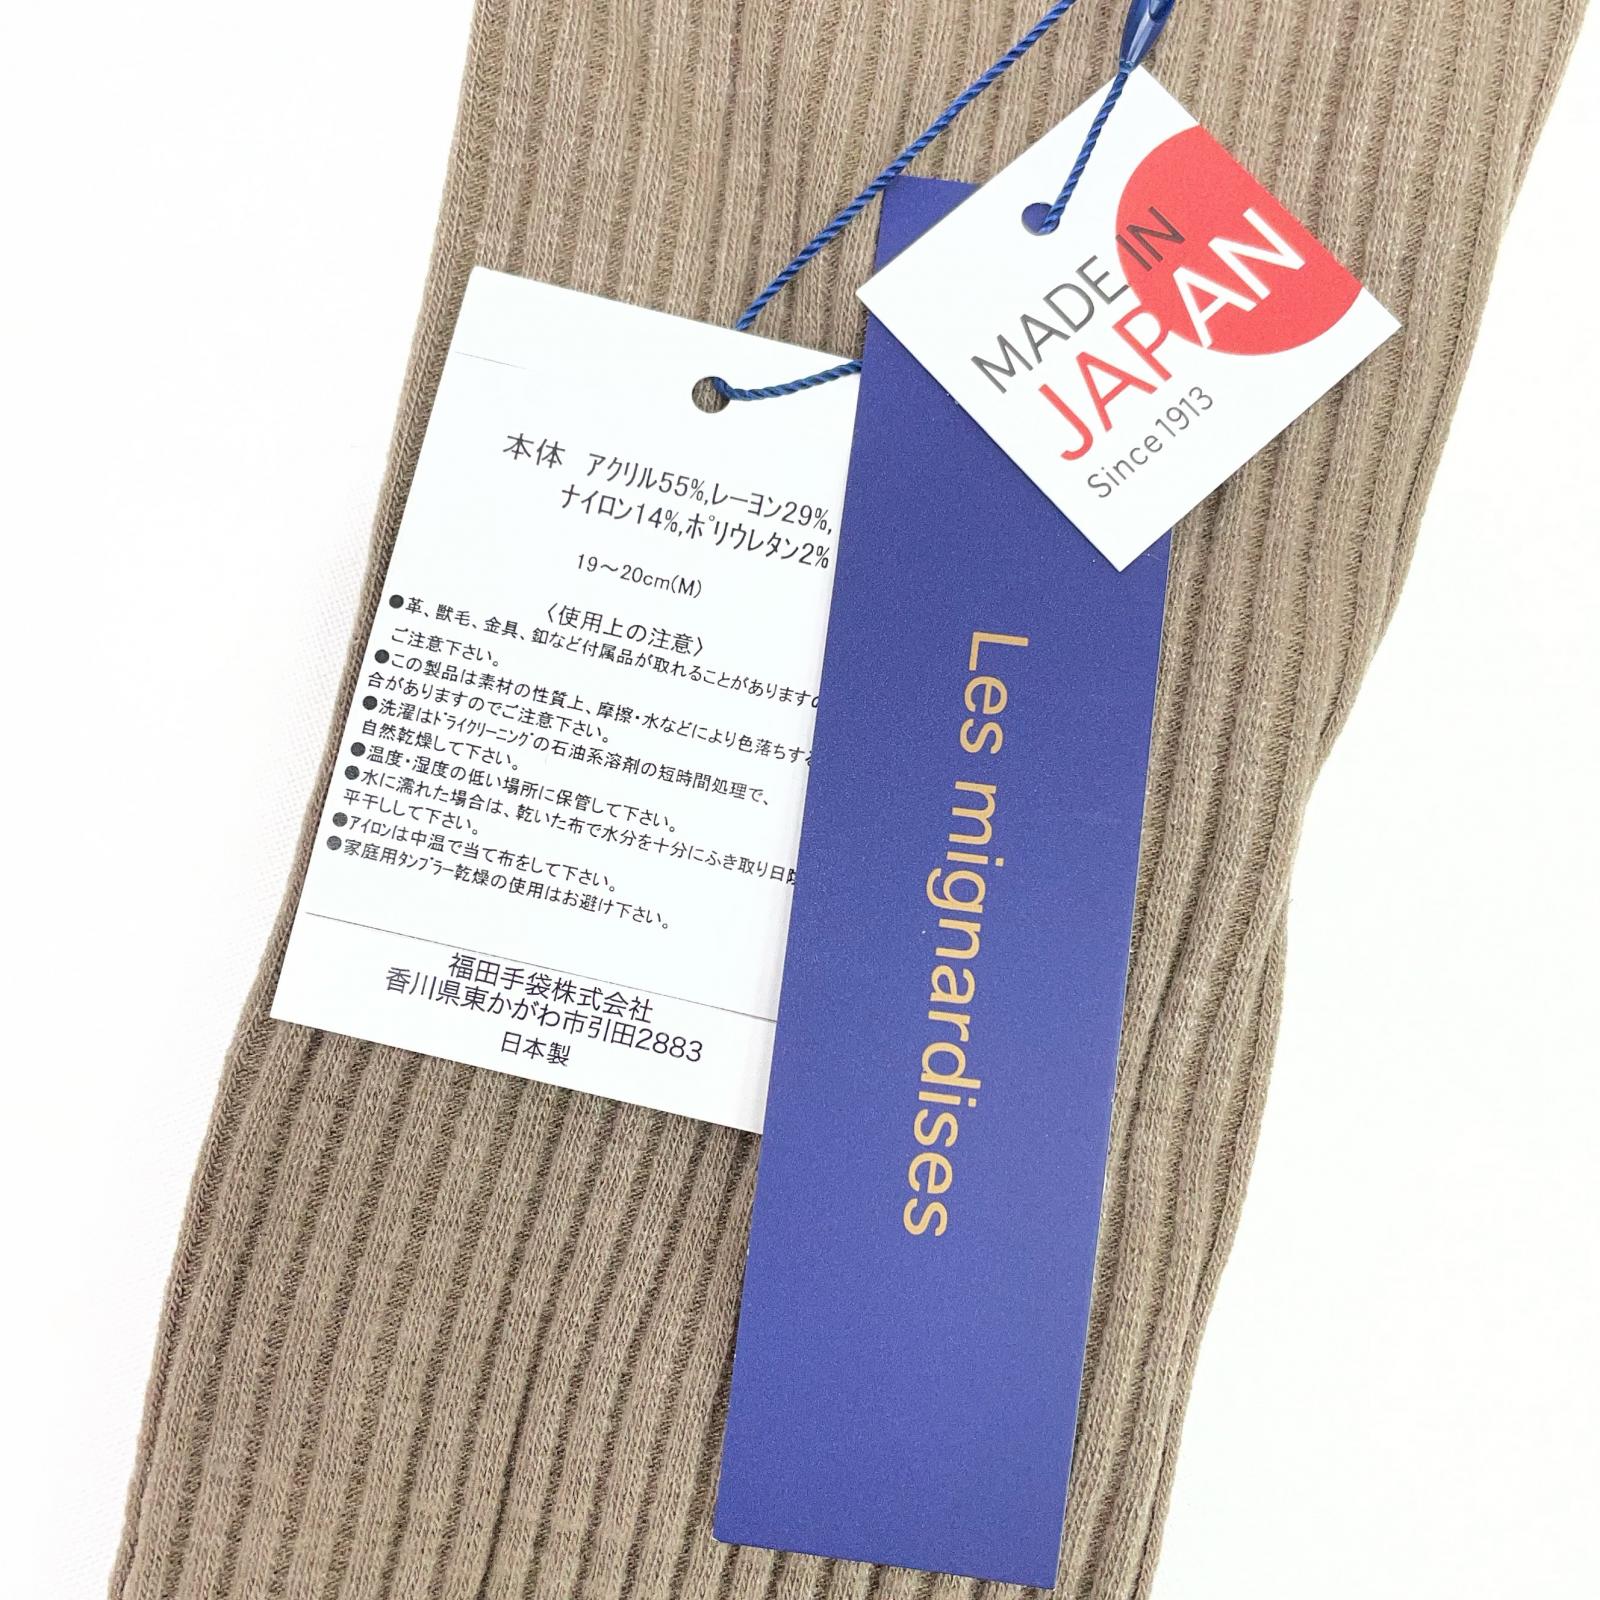 MADE IN
JAPAN
Since 1913
Les mignardises
本体 アクリル55%,レーヨン29%,
ナイロン14%,ポリウレタン2%
19～20cm(M)
〈使用上の注意〉
●革、獣毛、金具、釦など付属品が取れることがありますの
ご注意下さい。
●この製品は素材の性質上、摩擦・水などにより色落ちする
合がありますのでご注意下さい。
●洗濯はドライクリーニングの石油系溶剤の短時間処理で、
自然乾燥して下さい。
●温度・湿度の低い場所に保管して下さい。
●水に濡れた場合は、乾いた布で水分を十分にふき取り日陰
平干しして下さい。
●アイロンは中温で当て布をして下さい。
●家庭用タンブラー乾燥の使用はお避け下さい。
福田手袋株式会社
香川県東かがわ市引田2883
日本製